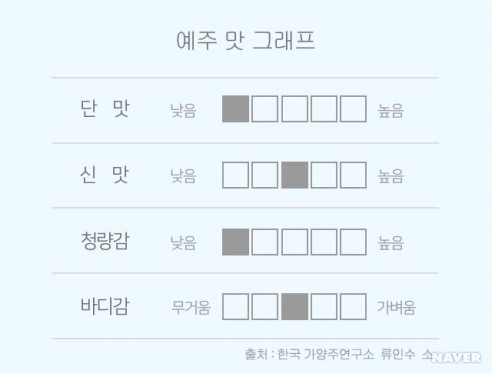 예주 맛 그래프
단 맛 낮음 높음
신 맛 낮음 높음
청량감 낮음 높음
바디감 무거움 가벼움
출처 : 한국 가양주연구소 류인수 소
NAVER